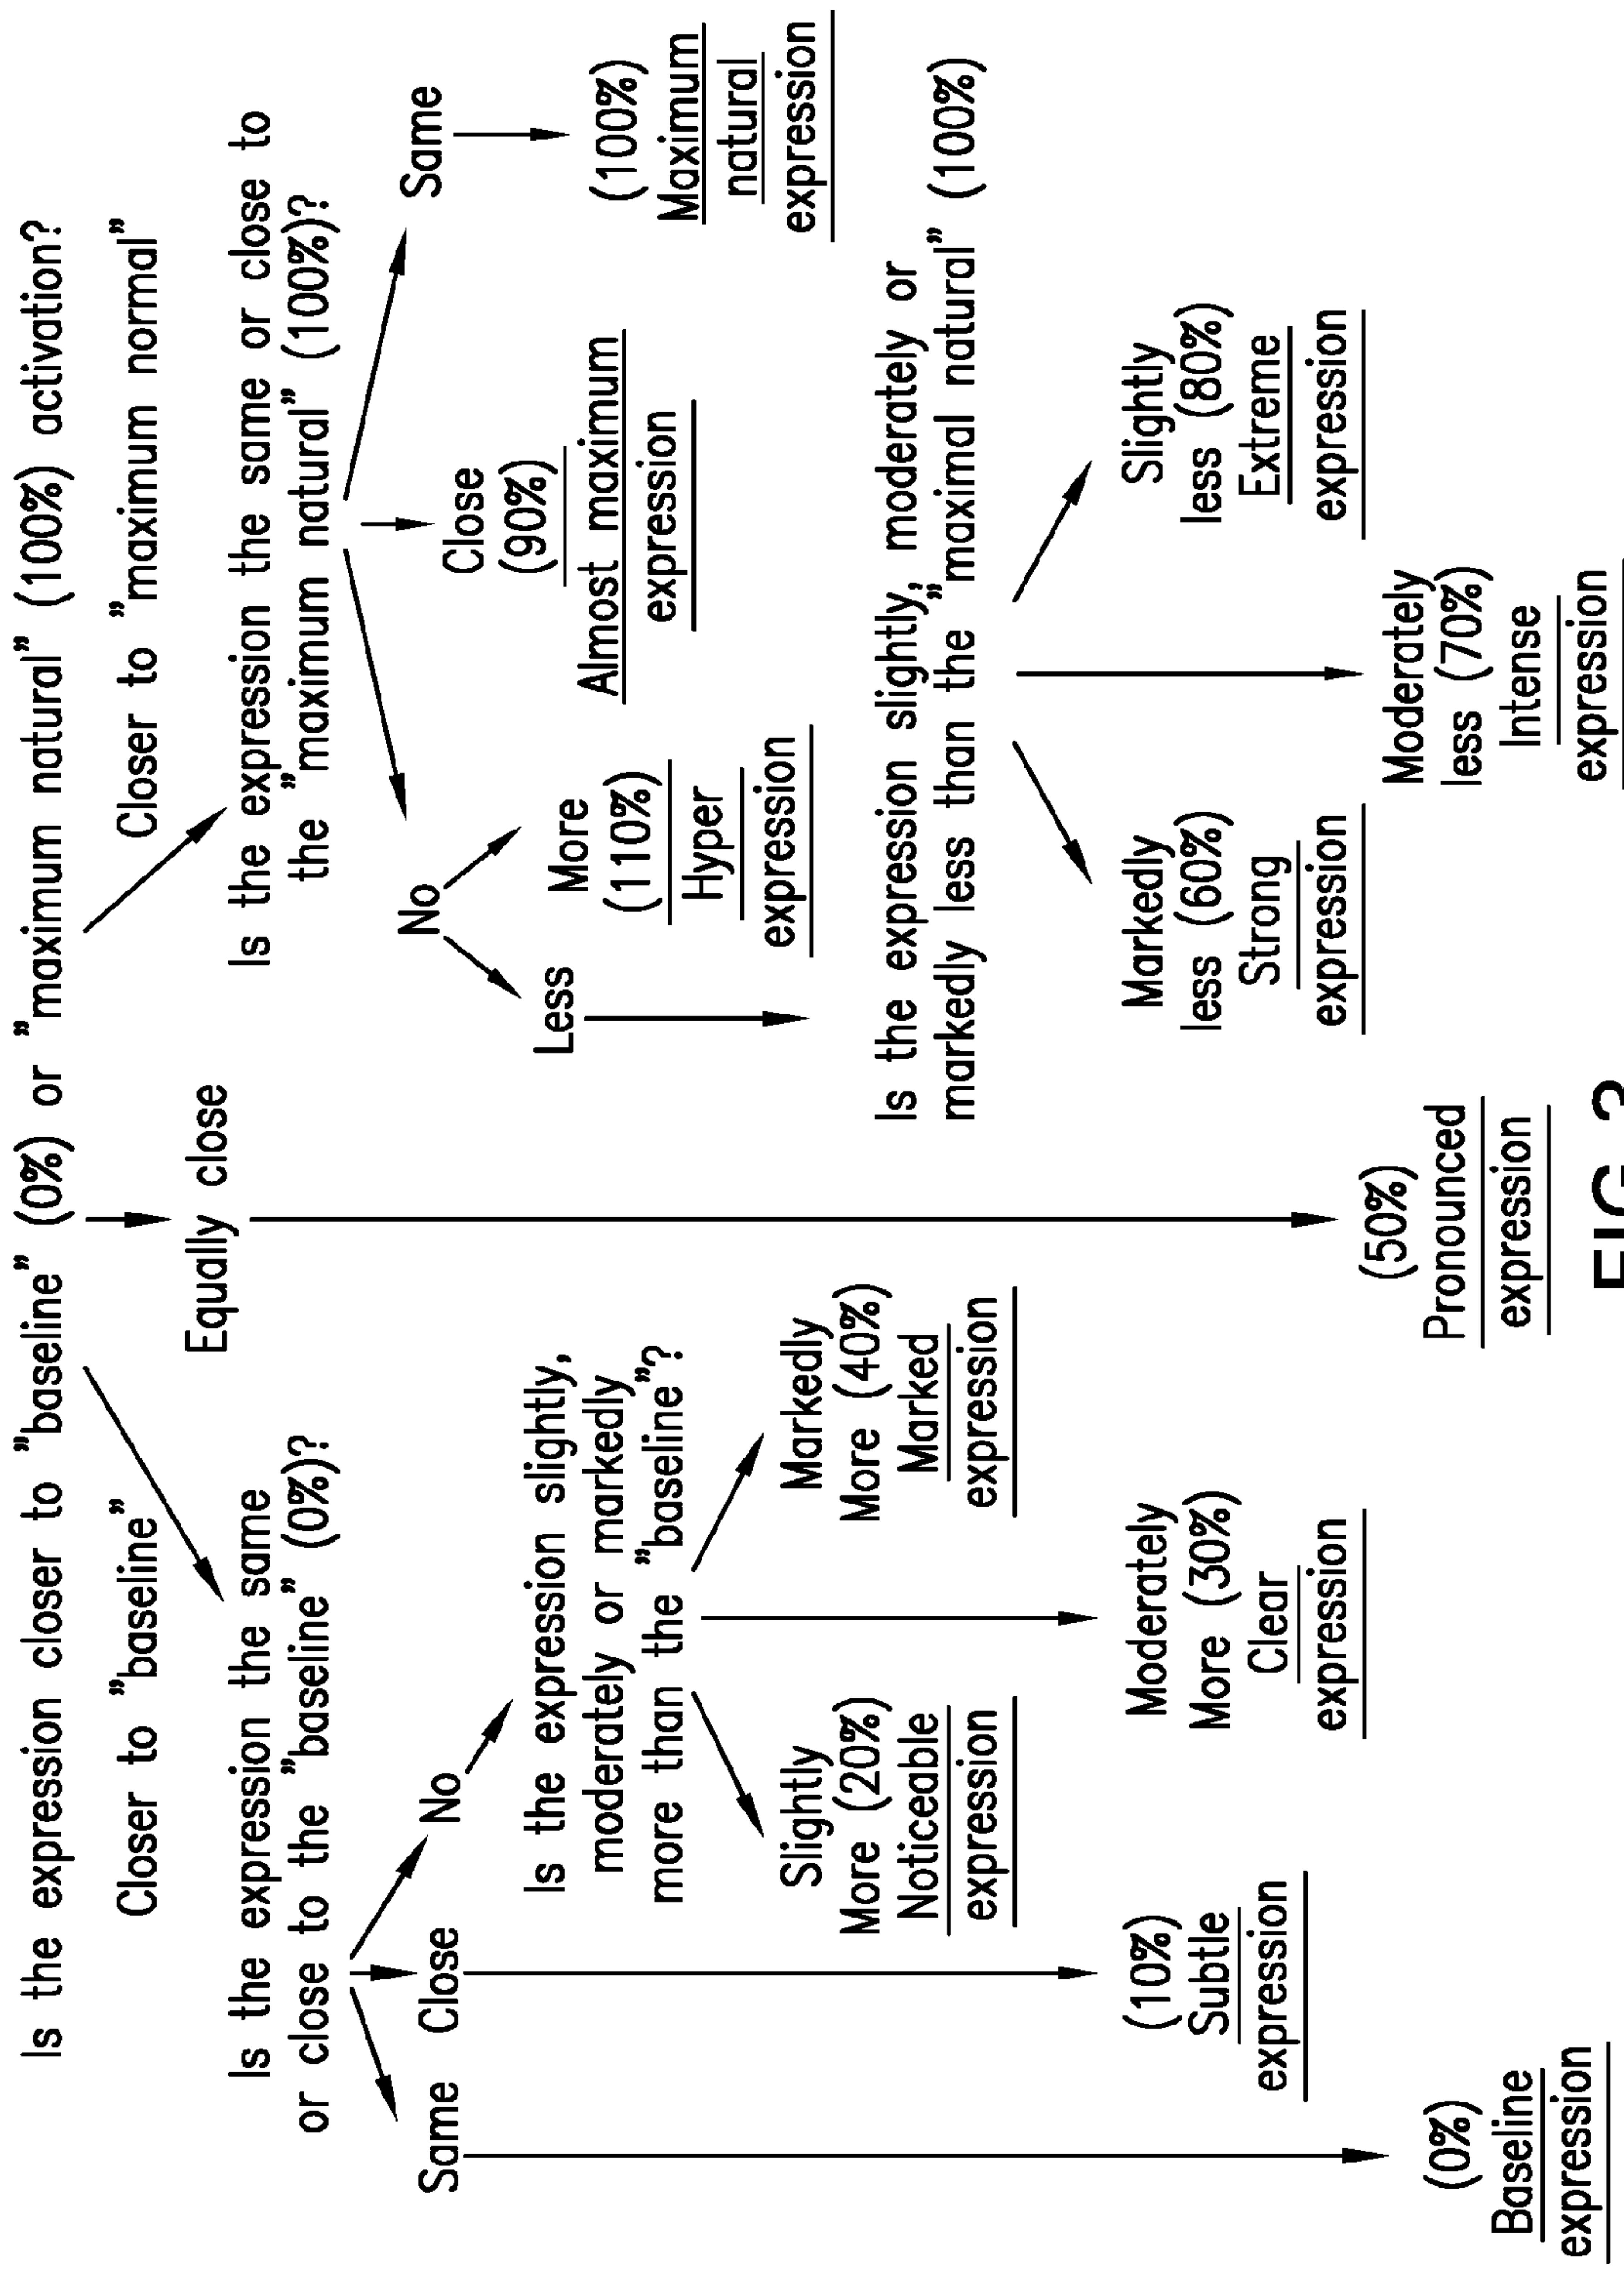 Is the expression closer to "baseline" (0%) or "maximum natural" (100%) activation?
Closer to "baseline"
Equally close
Closer to "maximum normal"
Is the expression the same
or close to the "baseline" (0%)?
Same
Close
No
(0%)
Baseline
expression
(10%)
Subtle
expression
Is the expression slightly,
moderately or markedly
more than the "baseline"?
Slightly
More (20%)
Noticeable
expression
Moderately
More (30%)
Clear
expression
Markedly
More (40%)
Marked
expression
(50%)
Pronounced
expression
Is the expression the same or close to
the "maximum natural" (100%)?
No
Close
(90%)
Almost maximum
expression
Same
(100%)
Maximum
natural
expression
Less
More
(110%)
Hyper
expression
Is the expression slightly, moderately or
markedly less than the "maximal natural" (100%)
Markedly
less (60%)
Strong
expression
Moderately
less (70%)
Intense
expression
Slightly
less (80%)
Extreme
expression
FIG